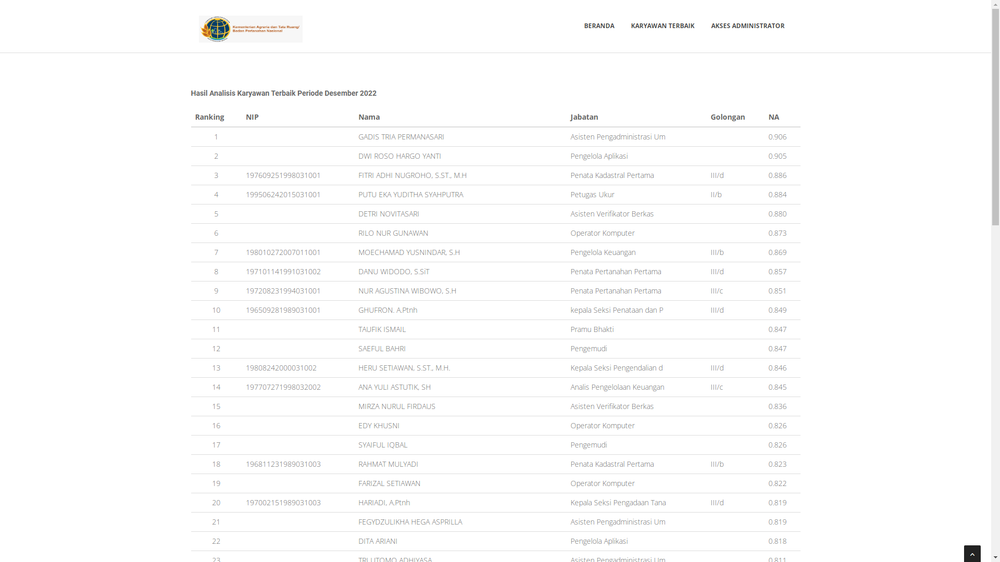 Kementerian Agraria dan Tata Ruang/
Badan Pertanahan Nasional
BERANDA KARYAWAN TERBAIK AKSES ADMINISTRATOR
Hasil Analisis Karyawan Terbaik Periode Desember 2022
Ranking NIP Nama Jabatan Golongan NA
1 GADIS TRIA PERMANASARI Asisten Pengadministrasi Um 0.906
2 DWI ROSO HARGO YANTI Pengelola Aplikasi 0.905
3 197609251998031001 FITRI ADHI NUGROHO, S.ST., M.H Penata Kadastral Pertama III/d 0.886
4 199506242015031001 PUTU EKA YUDITHA SYAHPUTRA Petugas Ukur II/b 0.884
5 DETRI NOVITASARI Asisten Verifikator Berkas 0.880
6 RILO NUR GUNAWAN Operator Komputer 0.873
7 198010272007011001 MOECHAMAD YUSNINDAR, S.H Pengelola Keuangan III/b 0.869
8 197101141991031002 DANU WIDODO, S.SiT Penata Pertanahan Pertama III/d 0.857
9 197208231994031001 NUR AGUSTINA WIBOWO, S.H Penata Pertanahan Pertama III/c 0.851
10 196509281989031001 GHUFRON. A.Ptnh kepala Seksi Penataan dan P III/d 0.849
11 TAUFIK ISMAIL Pramu Bhakti 0.847
12 SAEFUL BAHRI Pengemudi 0.847
13 19808242000031002 HERU SETIAWAN, S.ST., M.H. Kepala Seksi Pengendalian d III/d 0.846
14 197707271998032002 ANA YULI ASTUTIK, SH Analis Pengelolaan Keuangan III/c 0.845
15 MIRZA NURUL FIRDAUS Asisten Verifikator Berkas 0.836
16 EDY KHUSNI Operator Komputer 0.826
17 SYAIFUL IQBAL Pengemudi 0.826
18 196811231989031003 RAHMAT MULYADI Penata Kadastral Pertama III/b 0.823
19 FARIZAL SETIAWAN Operator Komputer 0.822
20 197002151989031003 HARIADI, A.Ptnh Kepala Seksi Pengadaan Tana III/d 0.819
21 FEGYDZULIKHA HEGA ASPRILLA Asisten Pengadministrasi Um 0.819
22 DITA ARIANI Pengelola Aplikasi 0.818
23 TRI UTOMO ADHIYASA Asisten Pengadministrasi Um 0.811